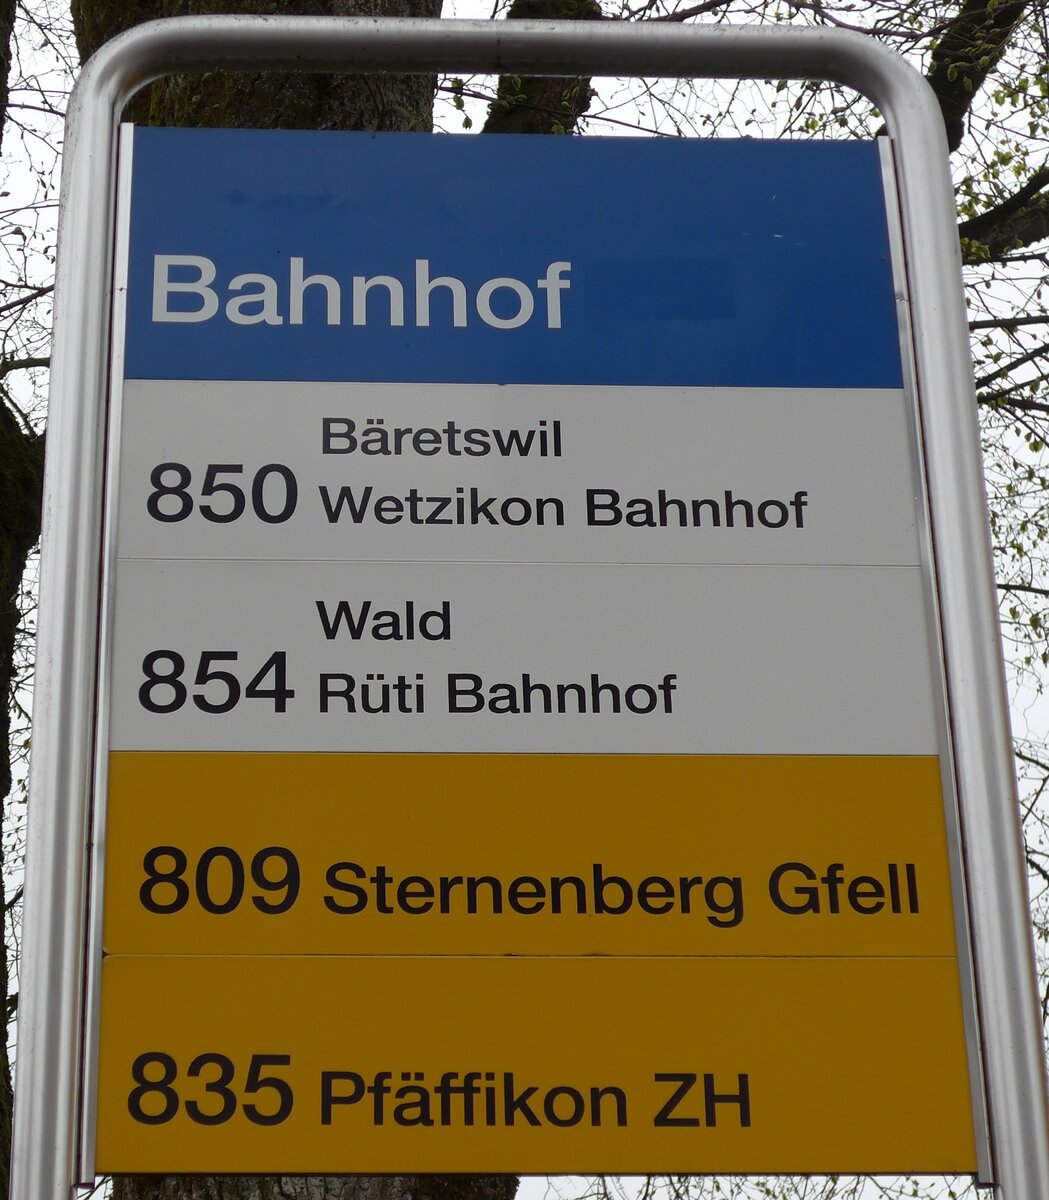 Bahnhof
Bäretswil
850 Wetzikon Bahnhof
Wald
854 Rüti Bahnhof
809 Sternenberg Gfell
835 Pfäffikon ZH